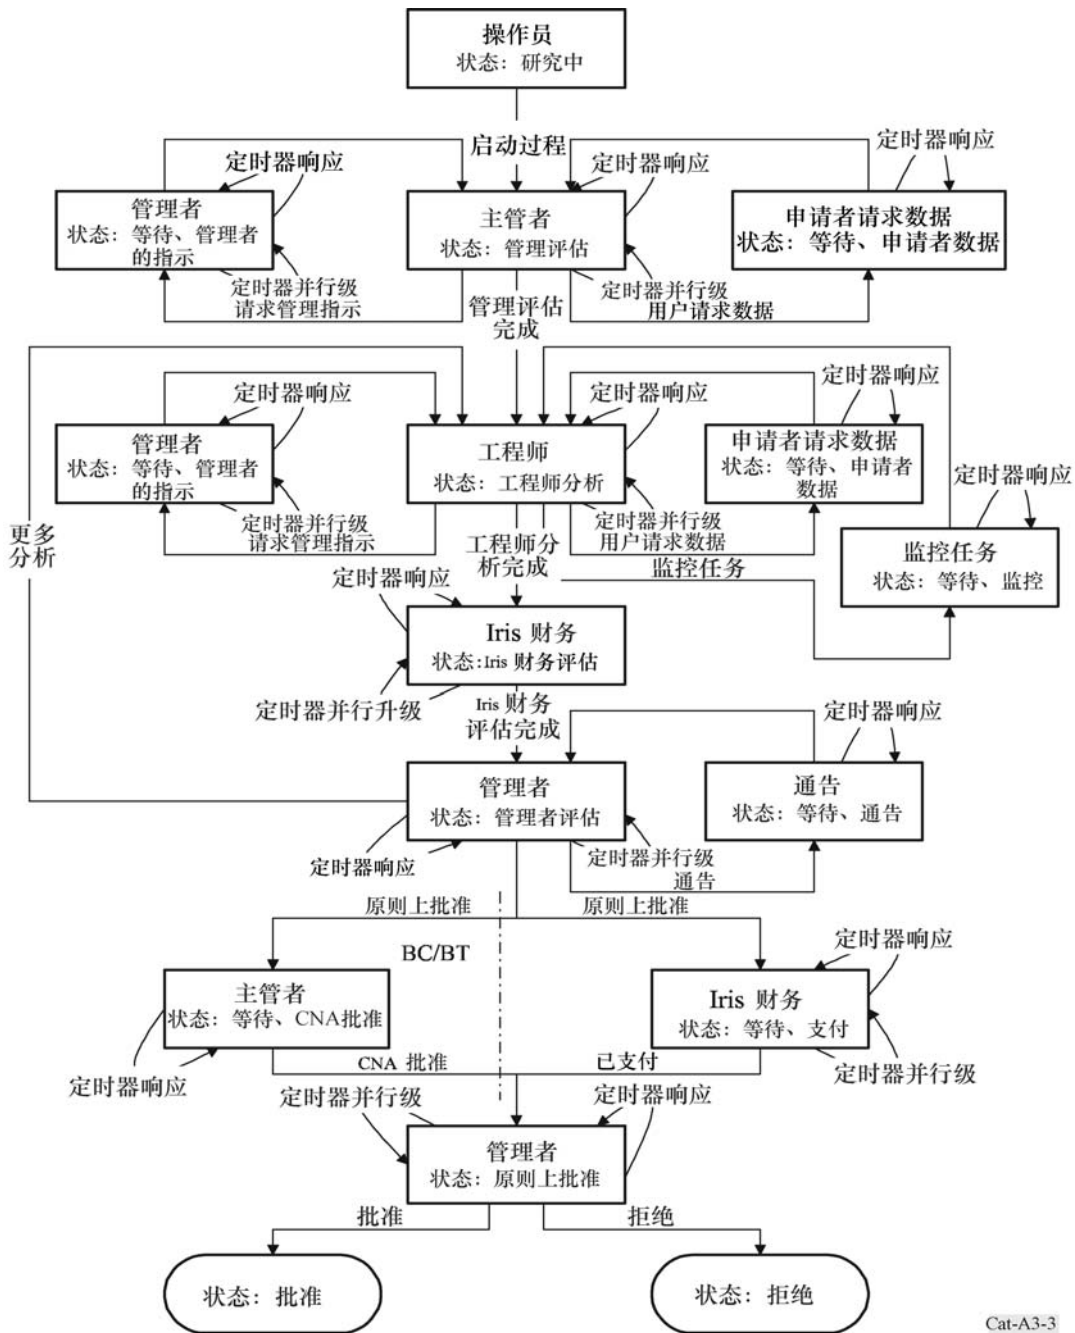 操作员
状态：研究中
启动过程
定时器响应
定时器响应
定时器响应
管理者
状态：等待、管理者
的指示
主管者
状态：管理评估
申请者请求数据
状态：等待、申请者数据
定时器并行级
请求管理指示
管理评估
完成
定时器并行级
用户请求数据
定时器响应
定时器响应
定时器响应
管理者
状态：等待、管理者
的指示
工程师
状态：工程师分析
申请者请求数据
状态：等待、申请者
数据
定时器响应
更多
分析
定时器并行级
请求管理指示
工程师分
析完成
定时器并行级
用户请求数据
监控任务
监控任务
状态：等待、监控
定时器响应
Iris 财务
状态:Iris 财务评估
定时器并行升级
Iris 财务
评估完成
定时器响应
管理者
状态：管理者评估
通告
状态：等待、通告
定时器响应
定时器并行级
通告
原则上批准
原则上批准
BC/BT
定时器响应
主管者
状态：等待、CNA批准
Iris 财务
状态：等待、支付
定时器响应
CNA 批准
已支付
定时器并行级
定时器并行级
定时器响应
管理者
状态：原则上批准
批准
拒绝
状态：批准
状态：拒绝
Cat-A3-3